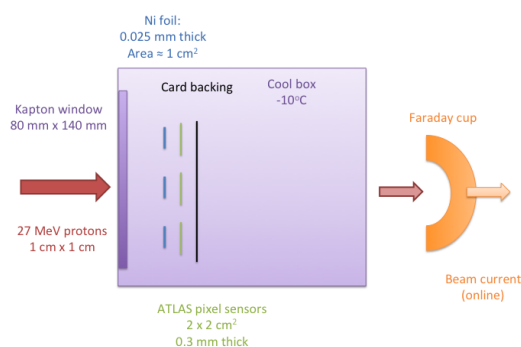 Ni foil:
0.025 mm thick
Area ≈ 1 cm²
Card backing
Cool box
-10°C
Kapton window
80 mm x 140 mm
Faraday cup
27 MeV protons
1 cm x 1 cm
Beam current
(online)
ATLAS pixel sensors
2 x 2 cm²
0.3 mm thick